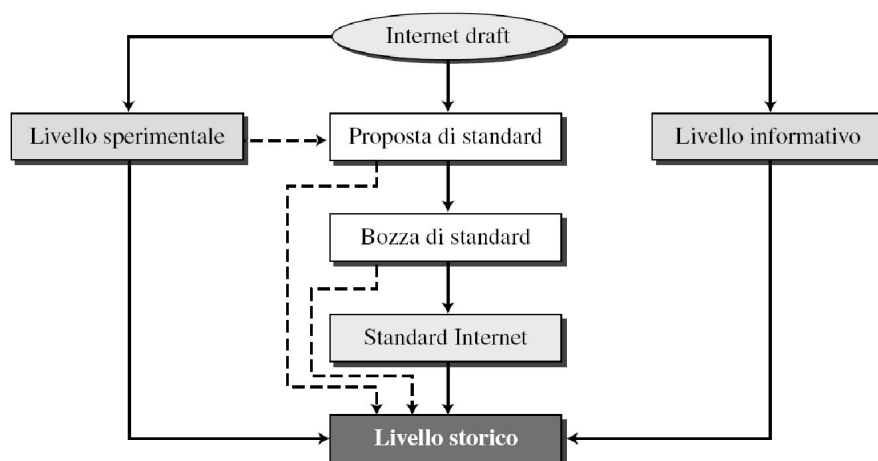 Internet draft
Livello sperimentale
Proposta di standard
Livello informativo
Bozza di standard
Standard Internet
Livello storico